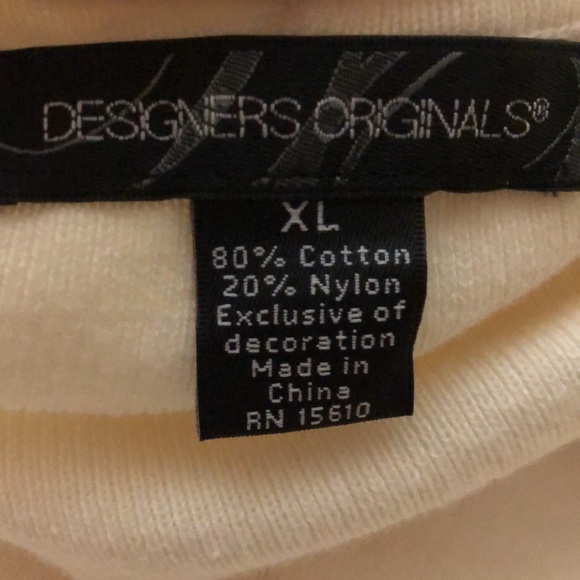 DESIGNERS ORIGINALS®
XL
80% Cotton
20% Nylon
Exclusive of
decoration
Made in
China
RN 15610